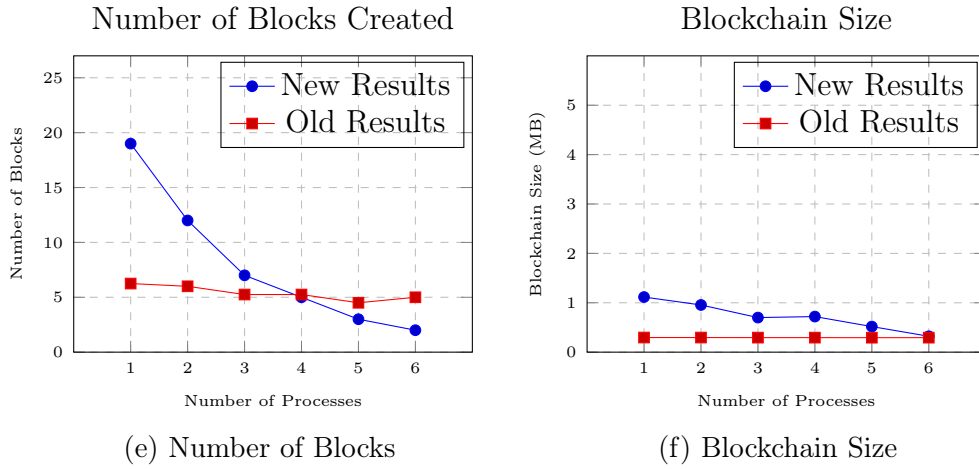 Number of Blocks Created
New Results
Old Results
Number of Blocks
25
20
15
10
5
0
1 2 3 4 5 6
Number of Processes
(e) Number of Blocks
Blockchain Size
New Results
Old Results
Blockchain Size (MB)
5
4
3
2
1
0
1 2 3 4 5 6
Number of Processes
(f) Blockchain Size